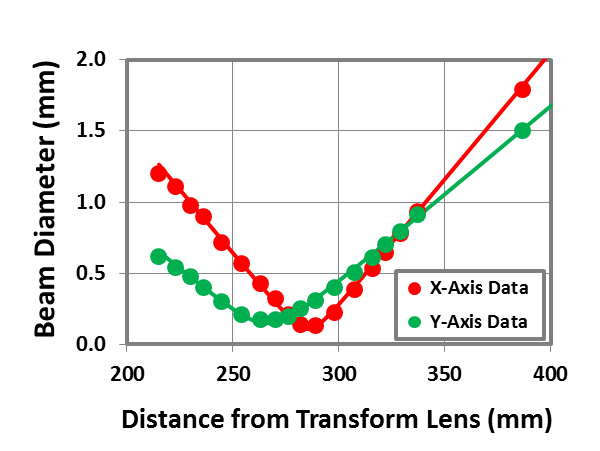 2.0
1.5
1.0
0.5
0.0
Beam Diameter (mm)
X-Axis Data
Y-Axis Data
200 250 300 350 400
Distance from Transform Lens (mm)